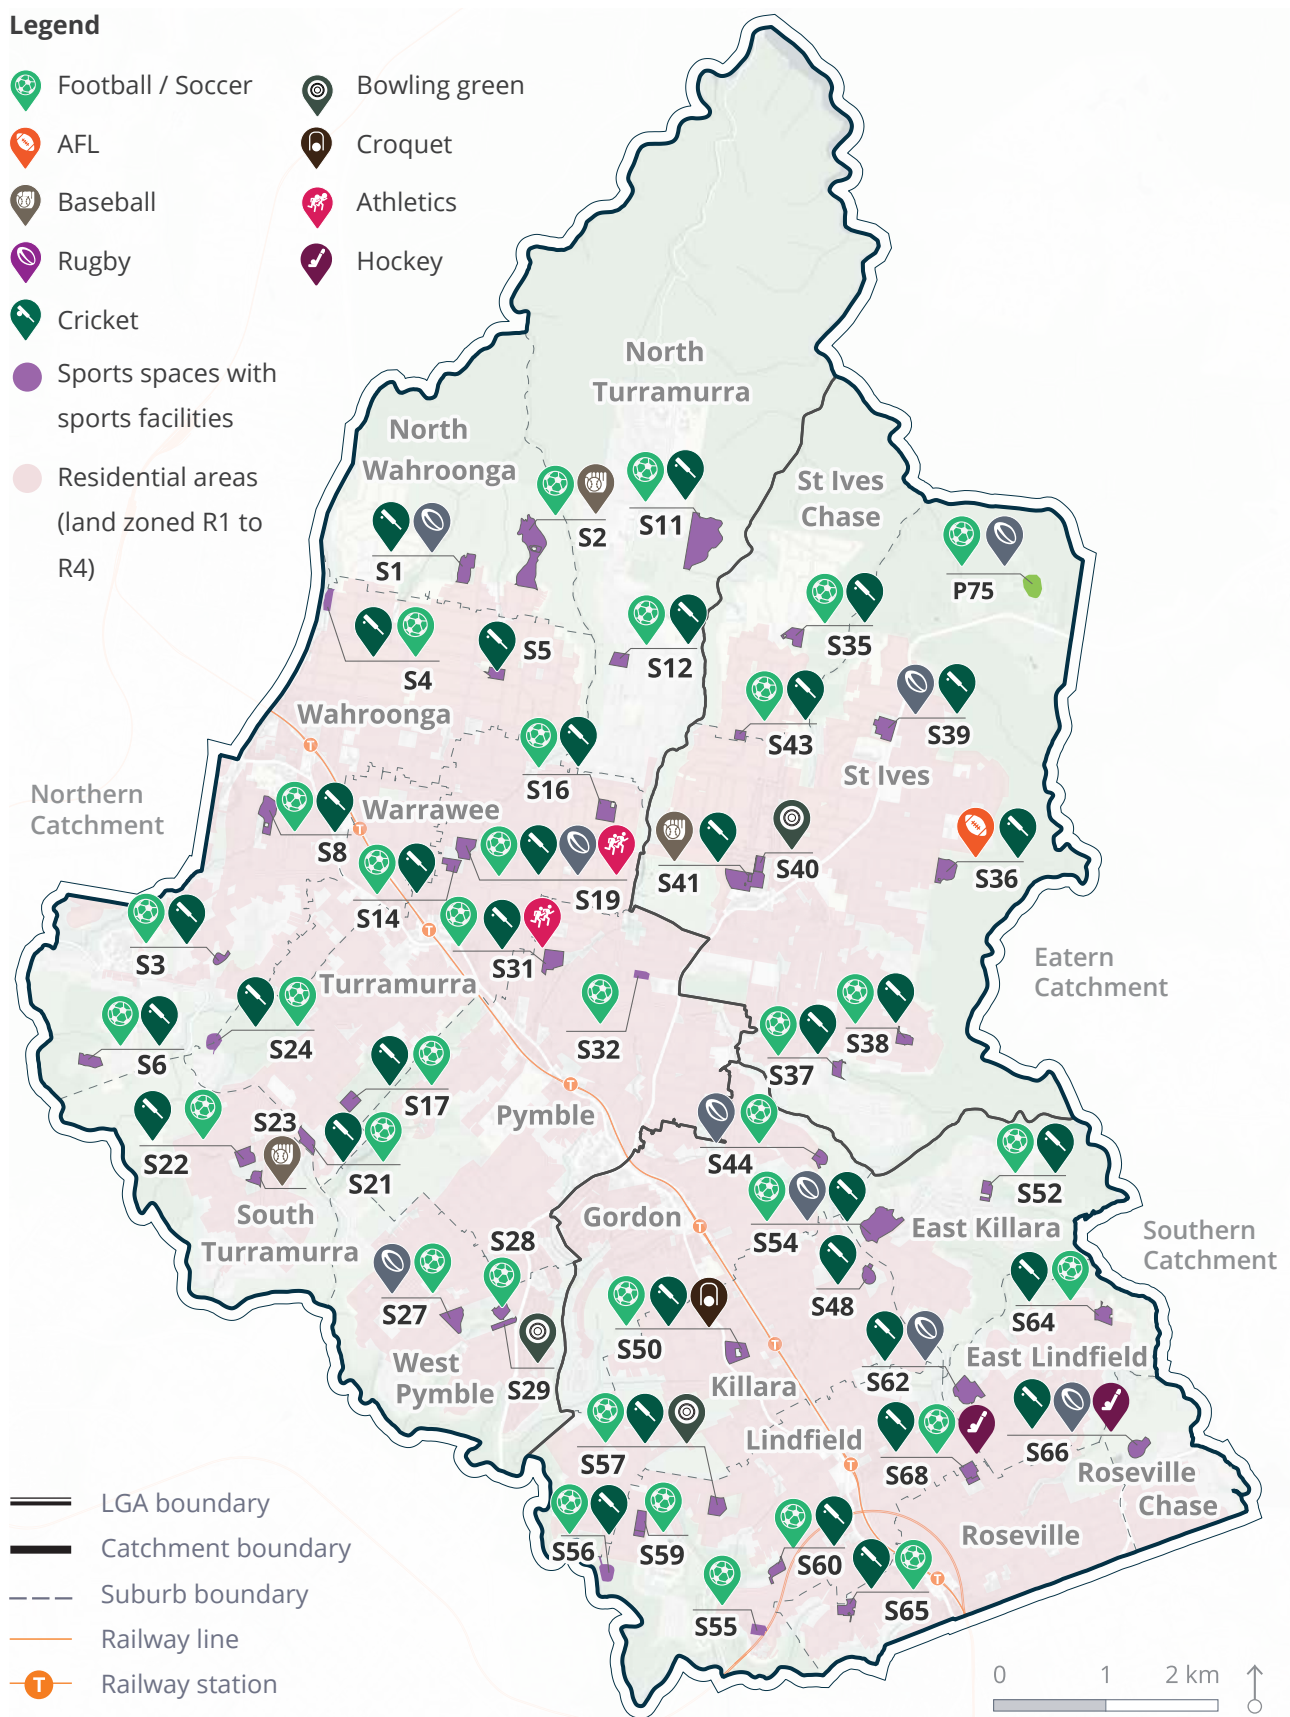 Legend
Football / Soccer
AFL
Baseball
Rugby
Cricket
Sports spaces with
sports facilities
Residential areas
(land zoned R1 to
R4)
Bowling green
Croquet
Athletics
Hockey
North
Turramurra
North
Wahroonga
St Ives
Chase
S2
S11
S1
P75
S35
S5
S12
S4
Wahroonga
S43
S39
St Ives
Northern
Catchment
S16
Warrawee
S8
S41
S40
S36
S19
S14
S3
S31
Eatern
Catchment
Turramurra
S24
S32
S38
S6
S37
S17
Pymble
S23
S22
S21
S44
S52
South
Turramurra
Gordon
S54
East Killara
Southern
Catchment
S28
S27
S48
S64
S50
West
Pymble
S29
Killara
S62
East Lindfield
Lindfield
S57
S68
S66
Roseville
Chase
Roseville
S56
S59
S60
S65
S55
LGA boundary
Catchment boundary
Suburb boundary
Railway line
T Railway station
0 1 2 km
T
T
T
T
T
T
T
T